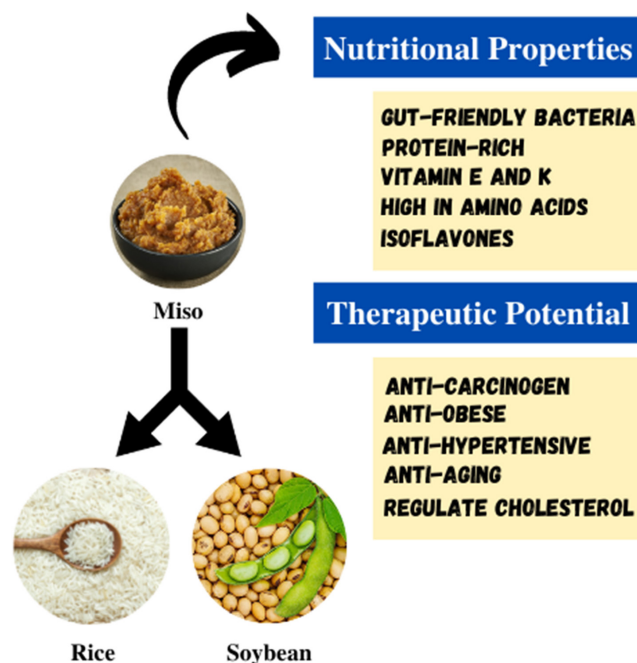 Nutritional Properties
GUT-FRIENDLY BACTERIA
PROTEIN-RICH
VITAMIN E AND K
HIGH IN AMINO ACIDS
ISOFLAVONES
Miso
Therapeutic Potential
ANTI-CARCINOGEN
ANTI-OBESE
ANTI-HYPERTENSIVE
ANTI-AGING
REGULATE CHOLESTEROL
Rice
Soybean